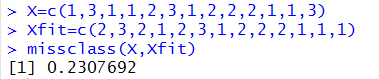 > X=c(1,3,1,1,2,3,1,2,2,2,1,1,3)
> Xfit=c(2,3,2,1,2,3,1,2,2,2,1,1,1)
> missclass(X,Xfit)
[1] 0.2307692